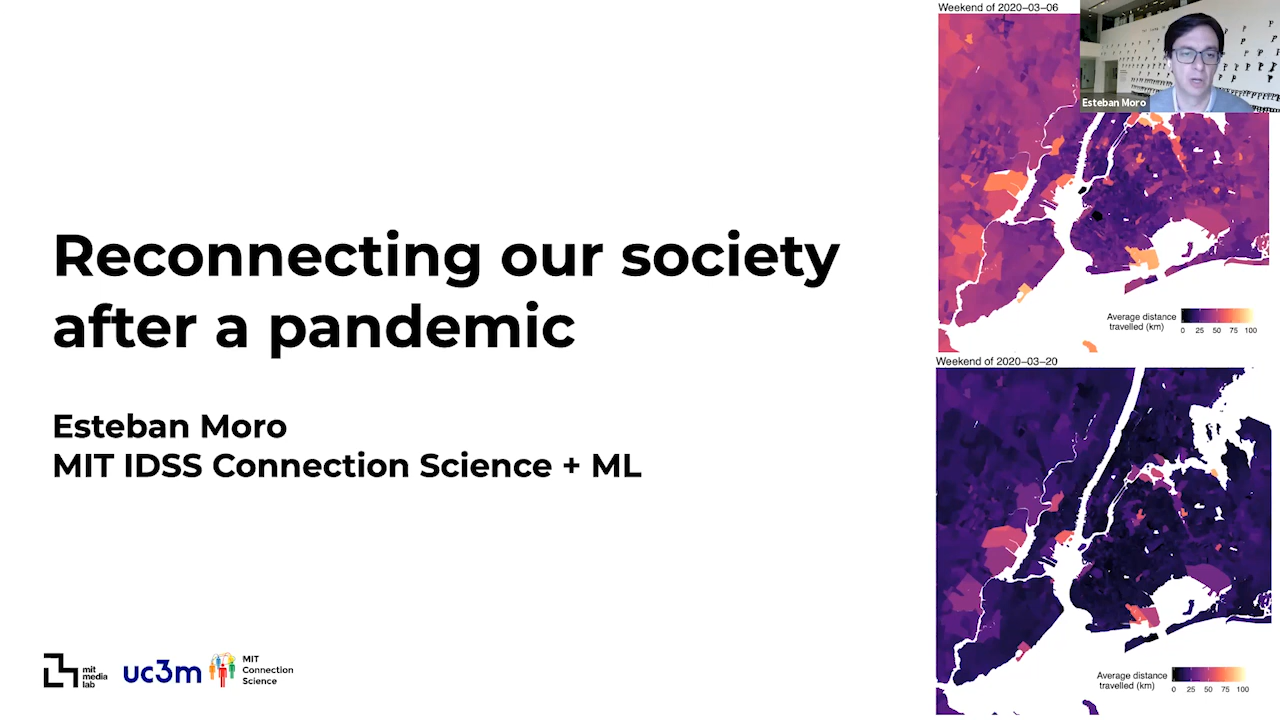 Weekend of 2020–03–06
Esteban Moro
Reconnecting our society
after a pandemic
Average distance
travelled (km)
0 25 50 75 100
Weekend of 2020–03–20
Esteban Moro
MIT IDSS Connection Science + ML
mit
media
lab
uc3m
MIT
Connection
Science
Average distance
travelled (km)
0 25 50 75 100